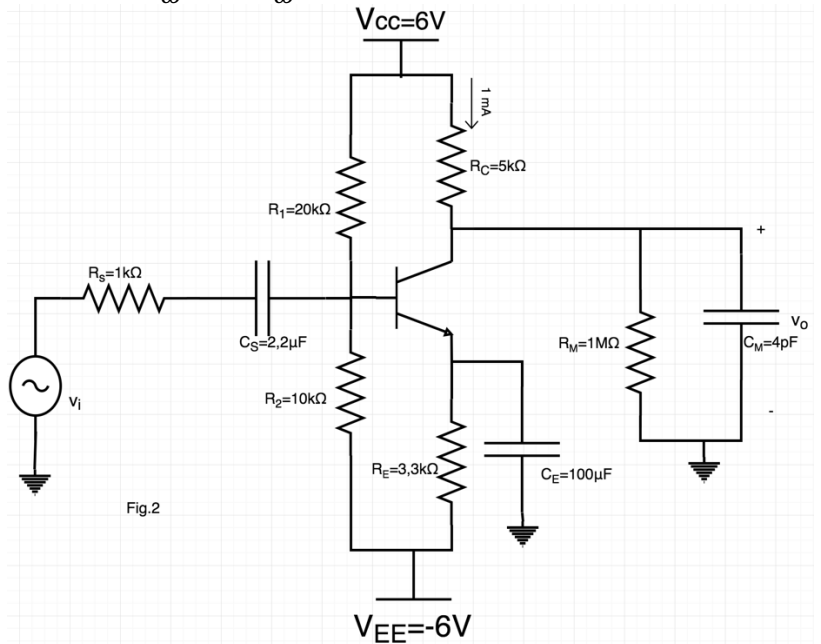 VCC=6V
1 mA
RC=5kΩ
R1=20kΩ
+
Rs=1kΩ
CS=2,2µF
RM=1MΩ
CM=4pF
vo
vi
R2=10kΩ
-
RE=3,3kΩ
CE=100µF
Fig.2
VEE=-6V